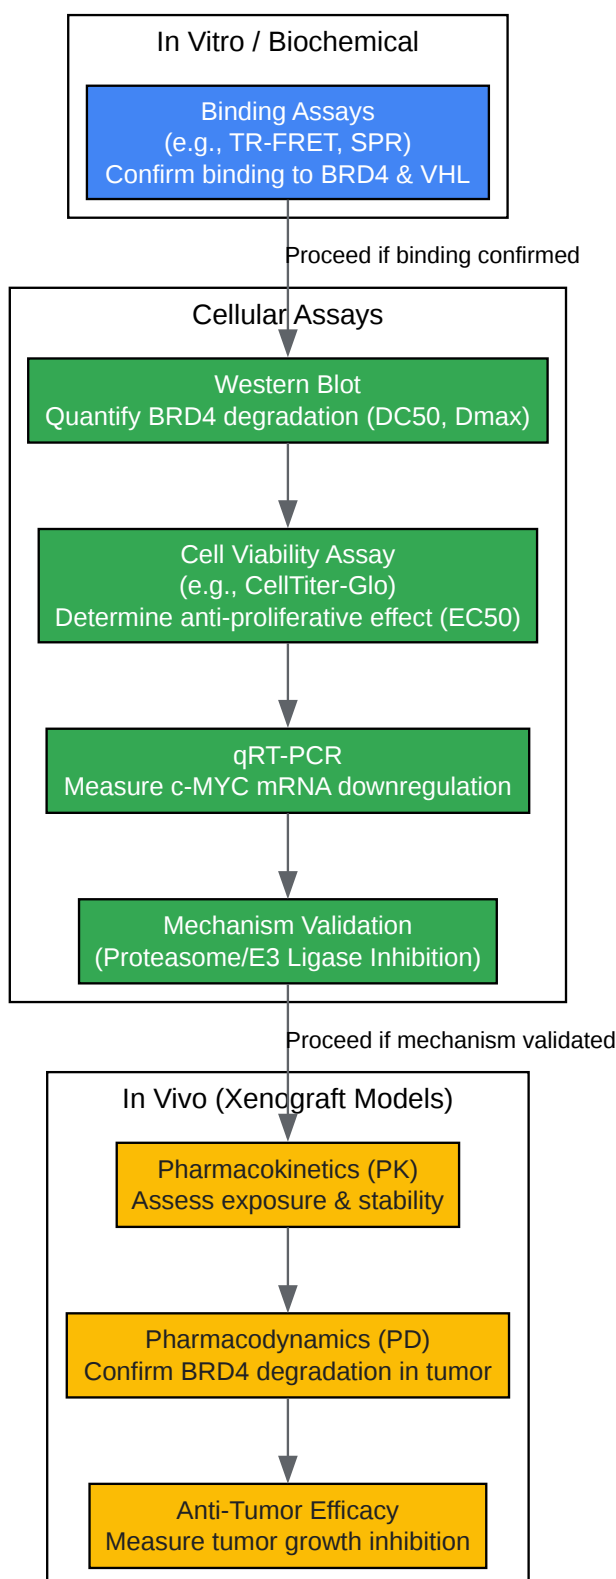 In Vitro / Biochemical
Binding Assays
(e.g., TR-FRET, SPR)
Confirm binding to BRD4 & VHL
Proceed if binding confirmed
Cellular Assays
Western Blot
Quantify BRD4 degradation (DC50, Dmax)
Cell Viability Assay
(e.g., CellTiter-Glo)
Determine anti-proliferative effect (EC50)
qRT-PCR
Measure c-MYC mRNA downregulation
Mechanism Validation
(Proteasome/E3 Ligase Inhibition)
Proceed if mechanism validated
In Vivo (Xenograft Models)
Pharmacokinetics (PK)
Assess exposure & stability
Pharmacodynamics (PD)
Confirm BRD4 degradation in tumor
Anti-Tumor Efficacy
Measure tumor growth inhibition